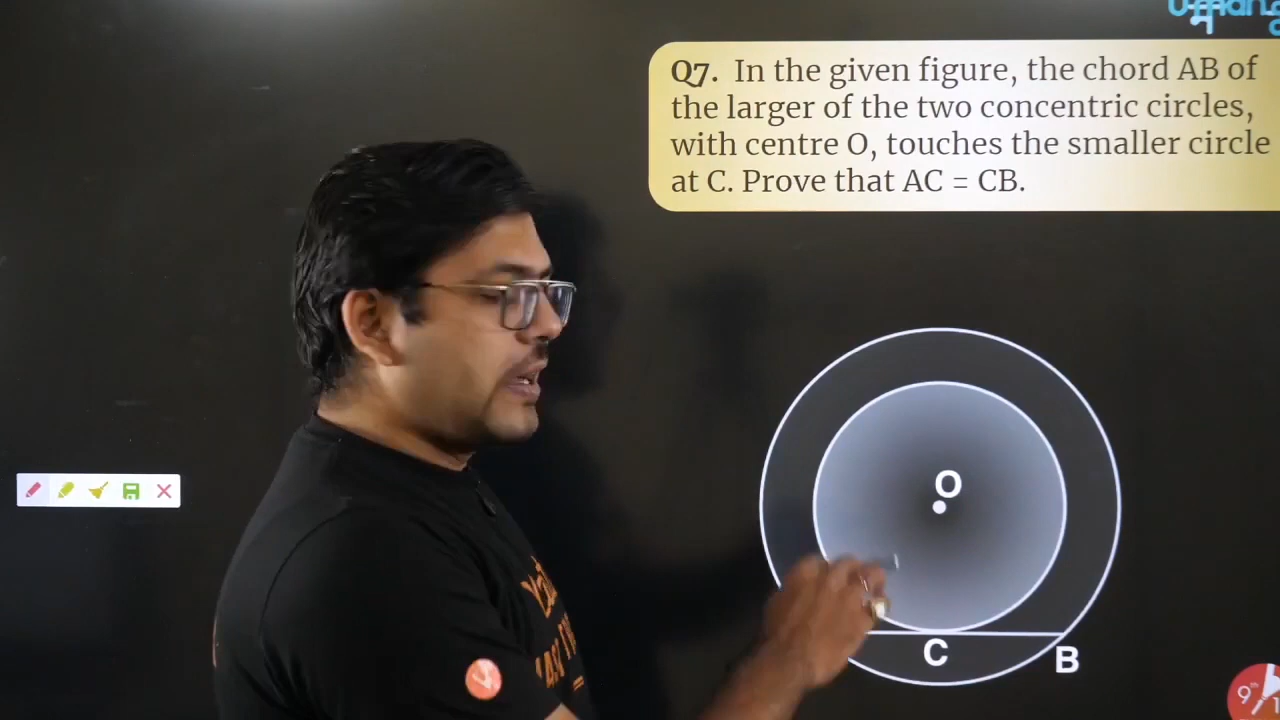 Q7. In the given figure, the chord AB of
the larger of the two concentric circles,
with centre O, touches the smaller circle
at C. Prove that AC = CB.
O
C
B
9th